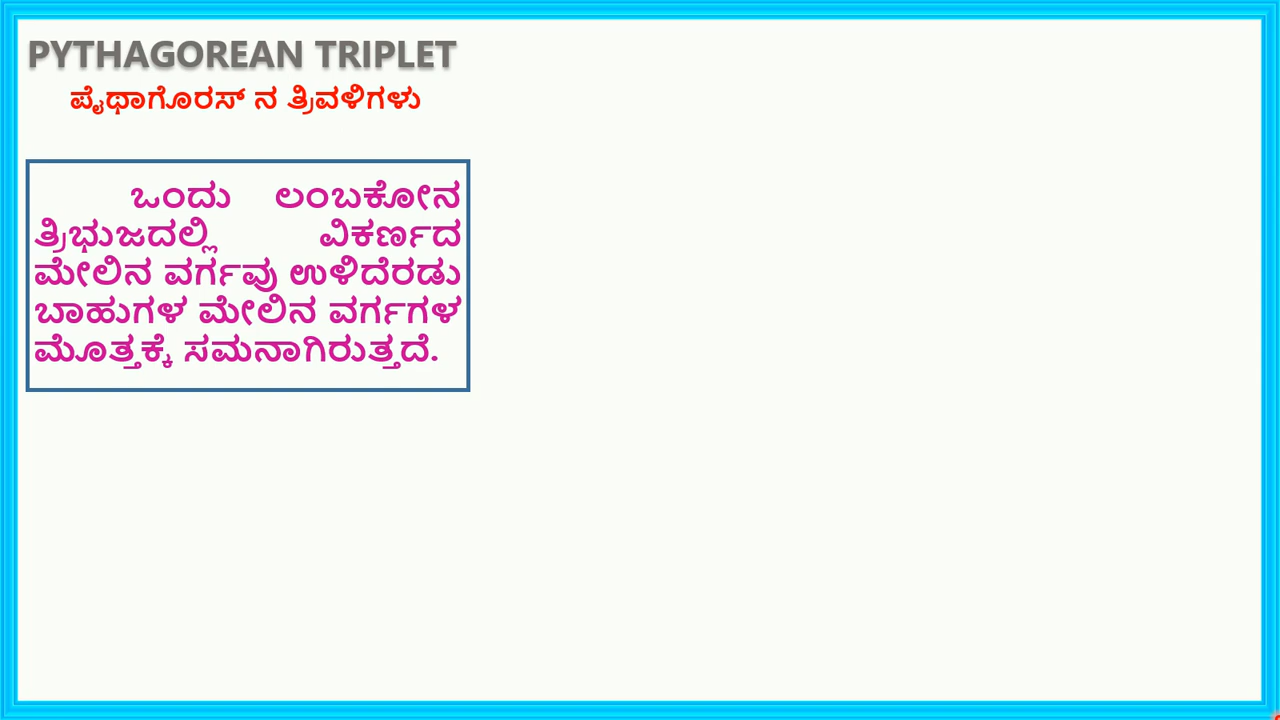 PYTHAGOREAN TRIPLET
ಪೈಥಾಗೊರಸ್ ನ ತ್ರಿವಳಿಗಳು
ಒಂದು ಲಂಬಕೋನ
ತ್ರಿಭುಜದಲ್ಲಿ ವಿಕರ್ಣದ
ಮೇಲಿನ ವರ್ಗವು ಉಳಿದೆರಡು
ಬಾಹುಗಳ ಮೇಲಿನ ವರ್ಗಗಳ
ಮೊತ್ತಕ್ಕೆ ಸಮನಾಗಿರುತ್ತದೆ.